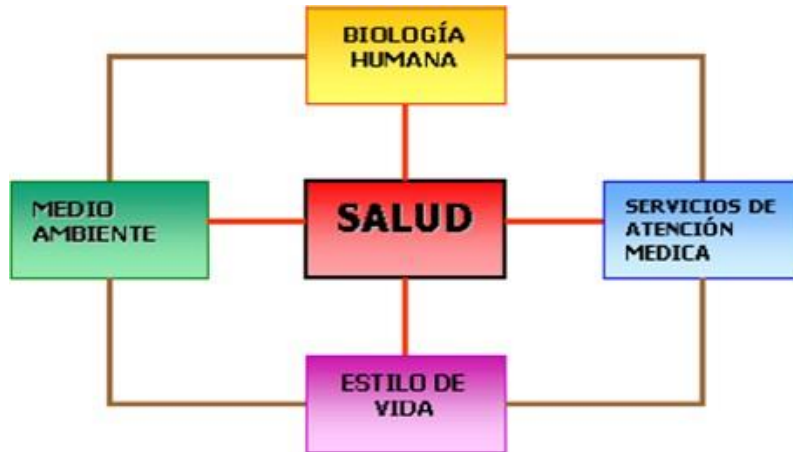 BIOLOGÍA
HUMANA
MEDIO
AMBIENTE
SALUD
SERVICIOS DE
ATENCIÓN
MEDICA
ESTILO DE
VIDA